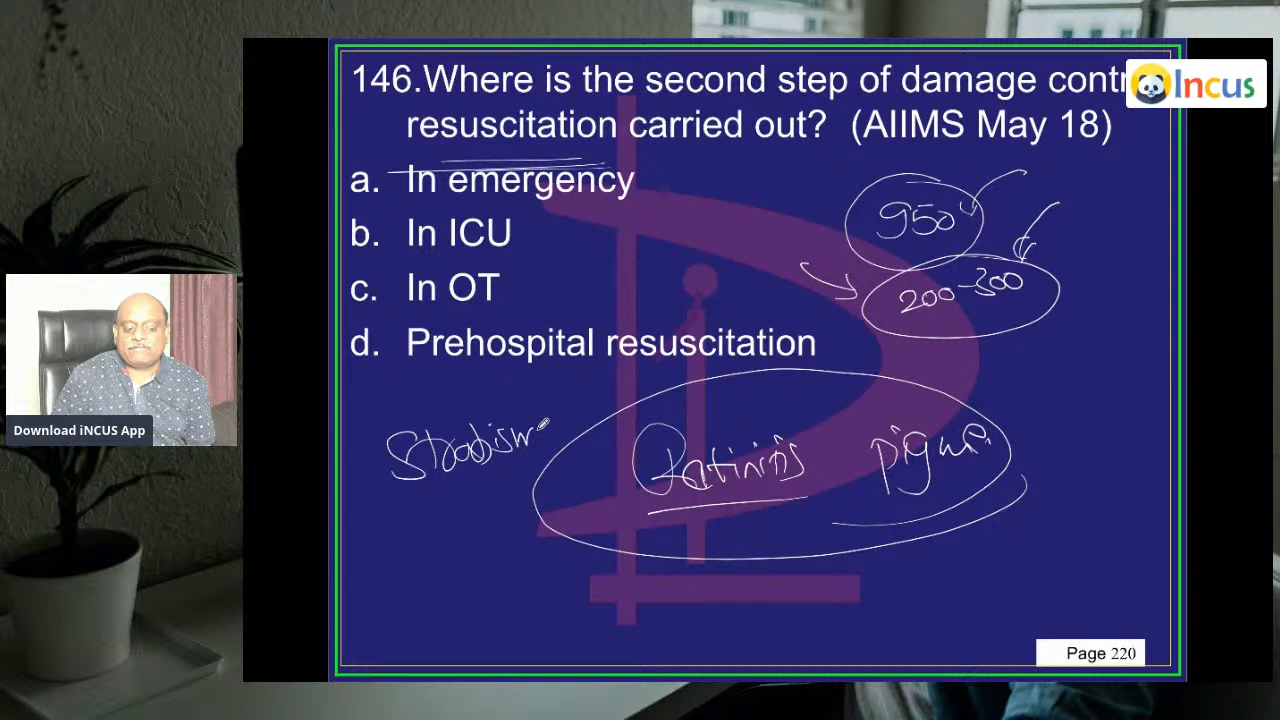 146.Where is the second step of damage contr
Incus
resuscitation carried out? (AIIMS May 18)
a. In emergency
b. In ICU
c. In OT
d. Prehospital resuscitation
950
200-300
Download iNCUS App
Page 220